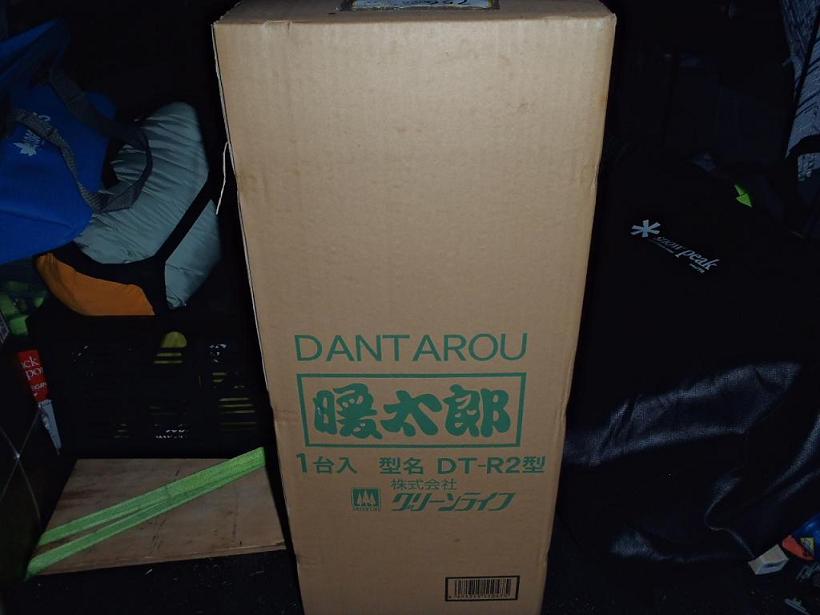 DANTAROU
暖太郎
1台入 型名 DT-R2型
株式会社
グリーンライフ
snow peak